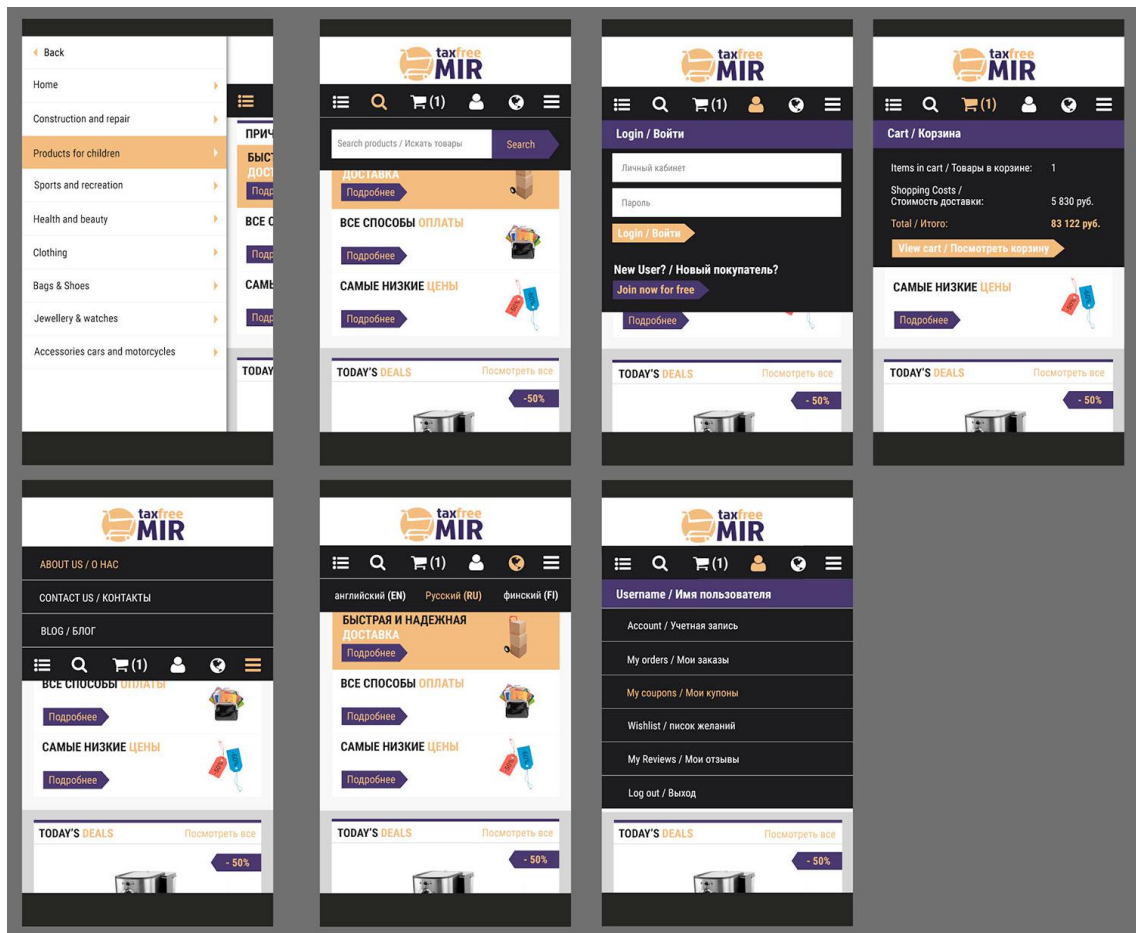 Back
Home
Construction and repair
Products for children
Sports and recreation
Health and beauty
Clothing
Bags & Shoes
Jewellery & watches
Accessories cars and motorcycles
TODAY
taxfree
MIR
(1)
Search products / Искать товары
Search
ДОСТАВКА
Подробнее
ВСЕ СПОСОБЫ ОПЛАТЫ
Подробнее
САМЫЕ НИЗКИЕ ЦЕНЫ
Подробнее
50%
50%
TODAY'S DEALS
Посмотреть все
-50%
taxfree
MIR
(1)
Login / Войти
Личный кабинет
Пароль
Login / Войти
New User? / Новый покупатель?
Join now for free
Подробнее
TODAY'S DEALS
Посмотреть все
- 50%
taxfree
MIR
(1)
Cart / Корзина
Items in cart / Товары в корзине: 1
Shopping Costs /
Стоимость доставки: 5 830 руб.
Total / Итого: 83 122 руб.
View cart / Посмотреть корзину
САМЫЕ НИЗКИЕ ЦЕНЫ
Подробнее
50%
50%
TODAY'S DEALS
Посмотреть все
- 50%
taxfree
MIR
ABOUT US / О НАС
CONTACT US / КОНТАКТЫ
BLOG / БЛОГ
(1)
ВСЕ СПОСОБЫ ОПЛАТЫ
Подробнее
САМЫЕ НИЗКИЕ ЦЕНЫ
Подробнее
50%
50%
TODAY'S DEALS
Посмотреть все
- 50%
taxfree
MIR
(1)
английский (EN) Русский (RU) финский (FI)
БЫСТРАЯ И НАДЕЖНАЯ
ДОСТАВКА
Подробнее
ВСЕ СПОСОБЫ ОПЛАТЫ
Подробнее
САМЫЕ НИЗКИЕ ЦЕНЫ
Подробнее
50%
50%
TODAY'S DEALS
Посмотреть все
- 50%
taxfree
MIR
(1)
Username / Имя пользователя
Account / Учетная запись
My orders / Мои заказы
My coupons / Мои купоны
Wishlist / писок желаний
My Reviews / Мои отзывы
Log out / Выход
TODAY'S DEALS
Посмотреть все
- 50%